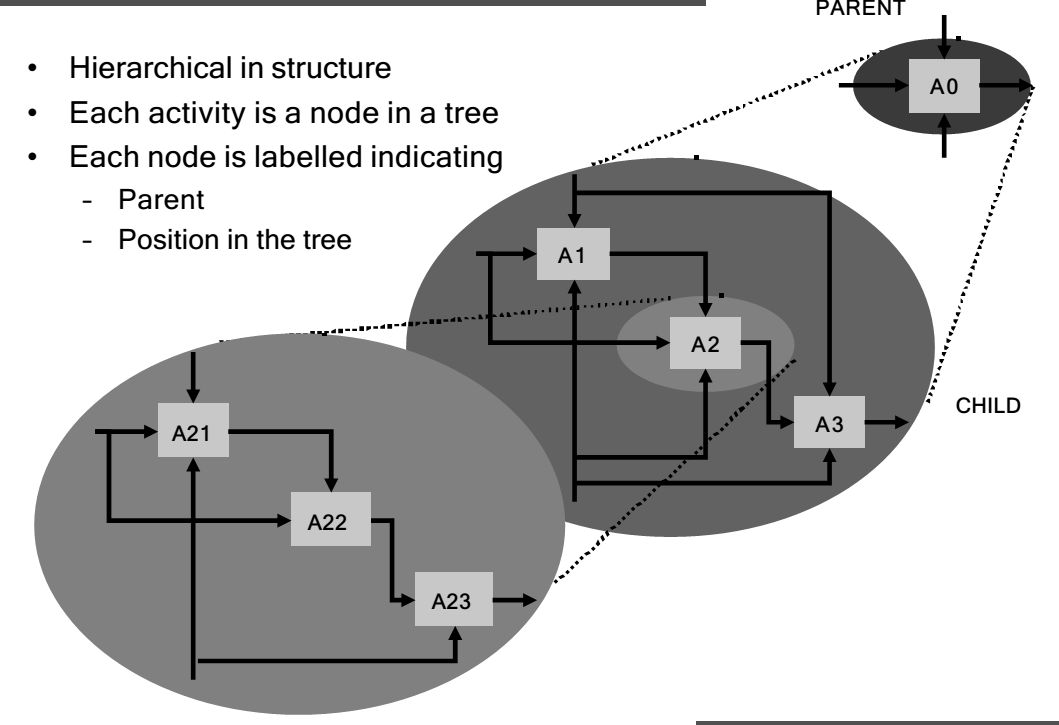 PARENT
• Hierarchical in structure
• Each activity is a node in a tree
• Each node is labelled indicating
- Parent
- Position in the tree
A0
A1
A2
A3
CHILD
A21
A22
A23